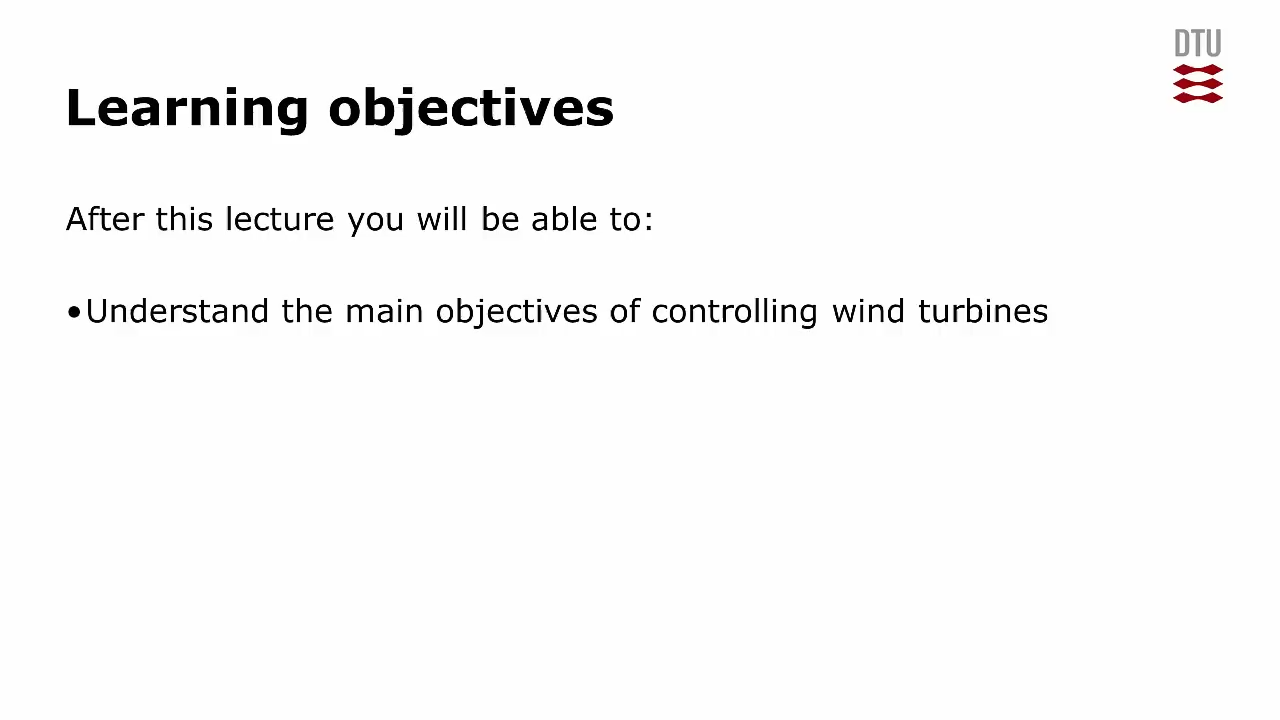 DTU
Learning objectives
After this lecture you will be able to:
•Understand the main objectives of controlling wind turbines